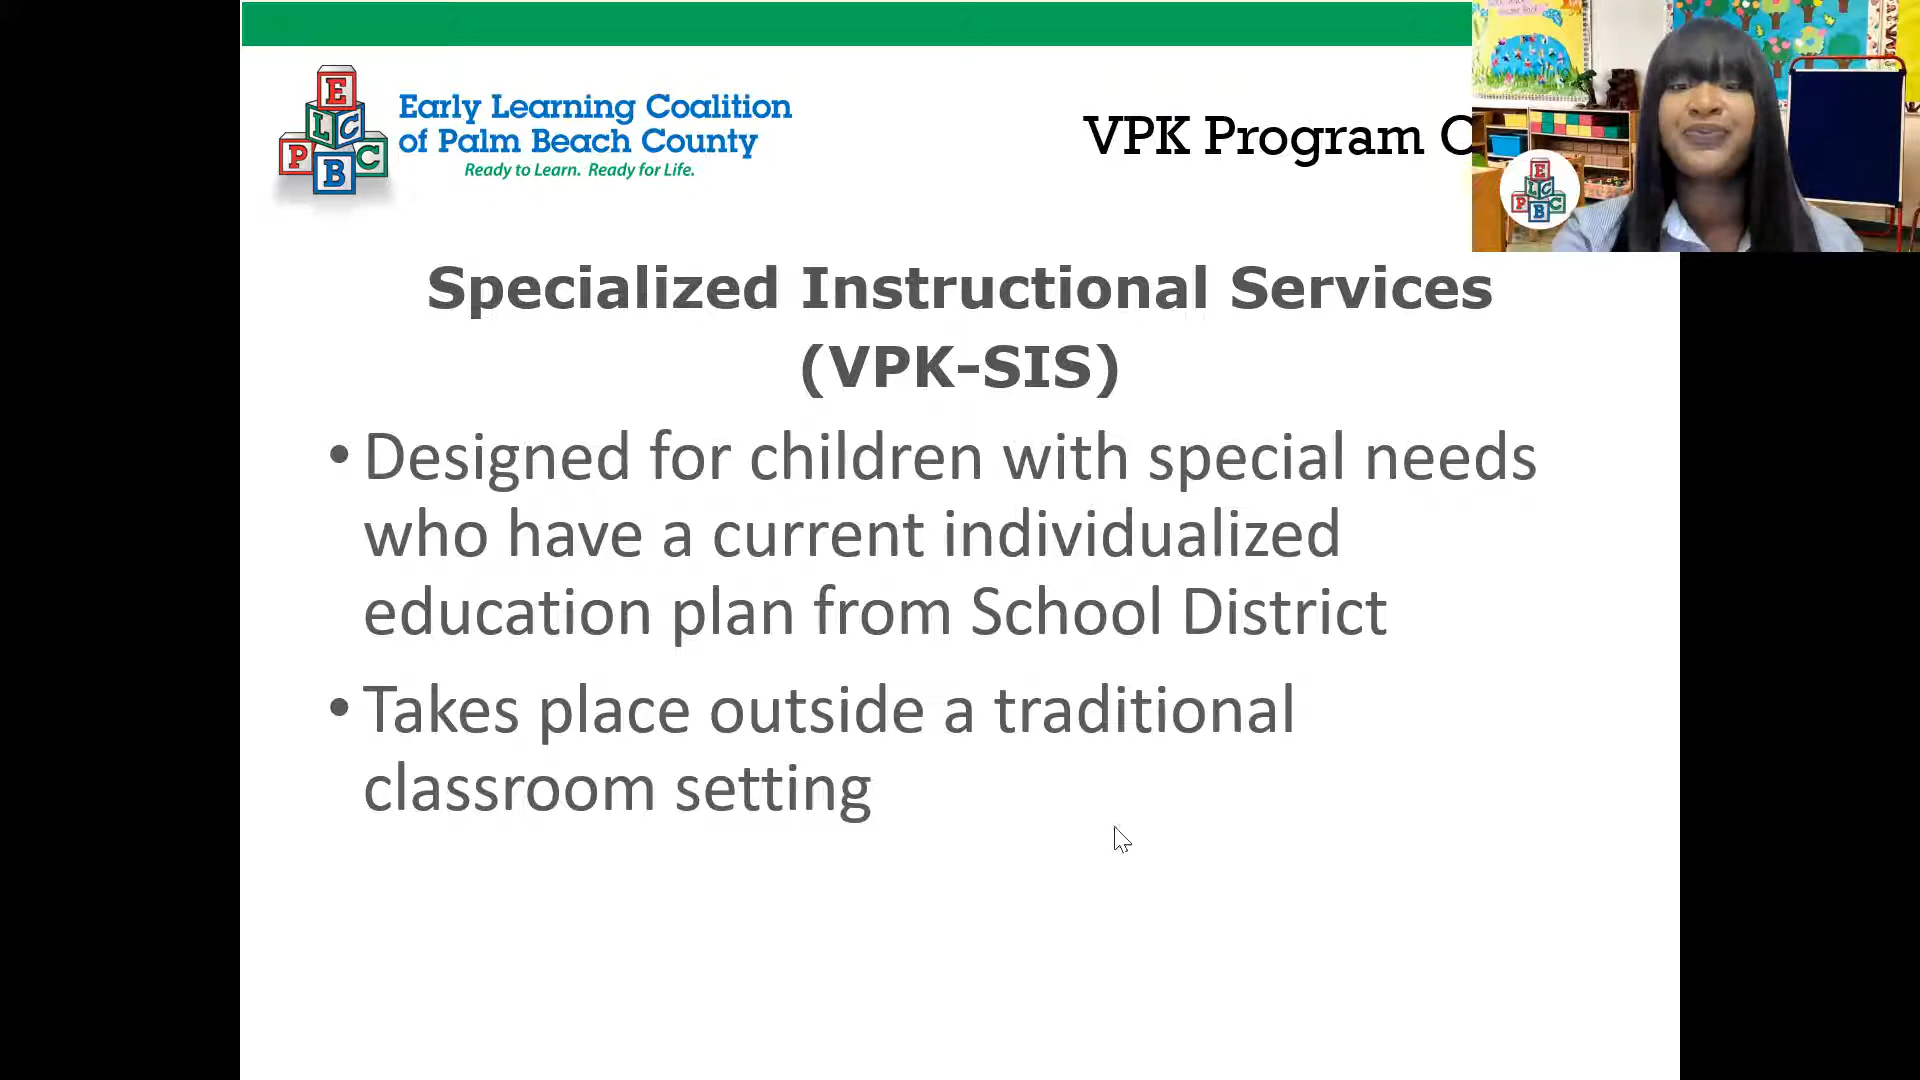 E
L C
P B C
Early Learning Coalition
of Palm Beach County
Ready to Learn. Ready for Life.
VPK Program
E
L C
P B C
Specialized Instructional Services
(VPK-SIS)
• Designed for children with special needs
who have a current individualized
education plan from School District
• Takes place outside a traditional
classroom setting